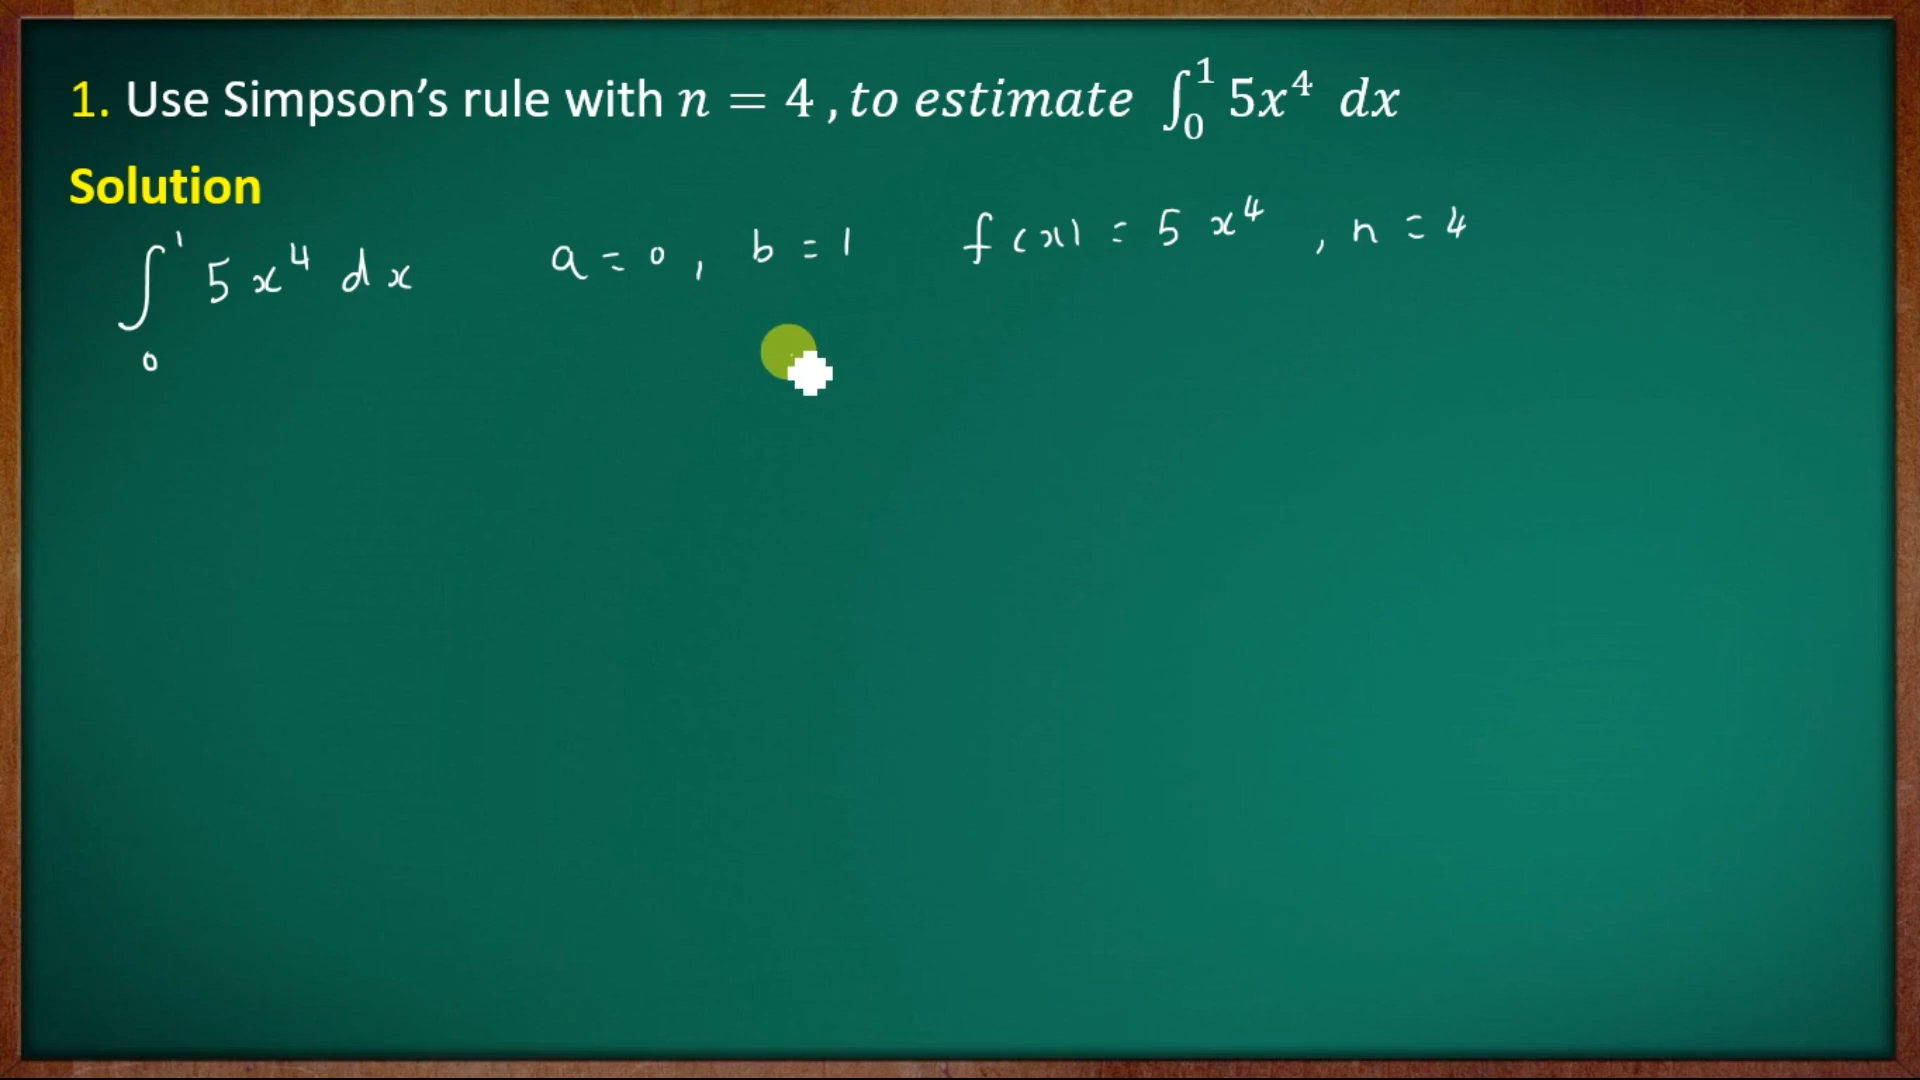 1. Use Simpson's rule with n = 4 , to estimate ∫₀¹ 5x⁴ dx
Solution
∫₀¹ 5x⁴ dx   a = 0 ,   b = 1   f(x) = 5x⁴ , n = 4